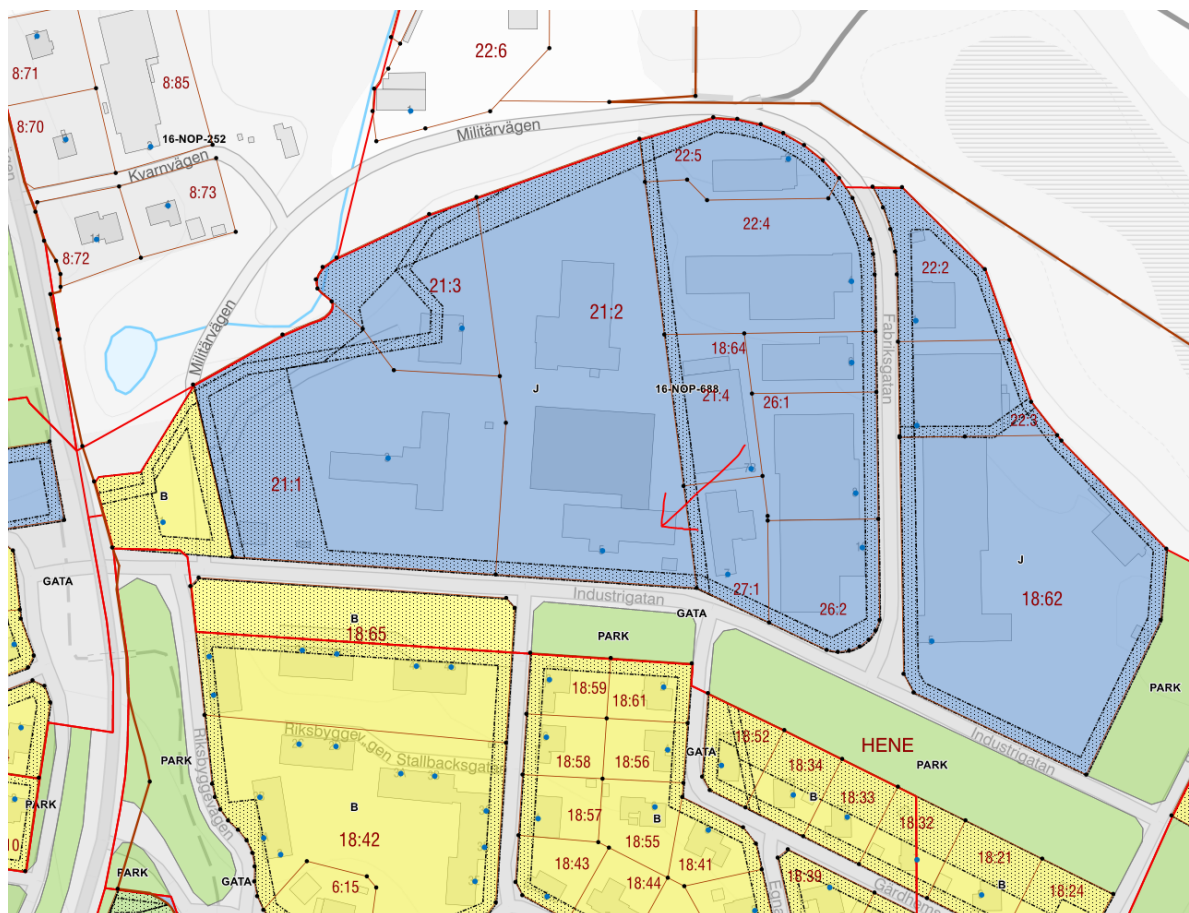 22:6
8:71
8:85
8:70
16-NOP-252
Militärvägen
Kvarnvägen
22:5
8:73
22:4
8:72
22:2
21:3
21:2
Militärvägen
Fabriksgatan
18:64
J
16-NOP-688
21:4
26:1
22:3
21:1
B
J
GATA
27:1
18:62
Industrigatan
26:2
GATA
B
18:65
PARK
PARK
18:59
18:61
HENE
18:52
Riksbyggevägen
Stallbacksgatan
GATA
Industrigatan
PARK
PARK
18:58
18:56
18:34
B
18:33
PARK
B
18:57
18:32
18:42
18:55
B
18:21
10
18:43
18:41
PARK
GATA
6:15
18:44
18:39
B
18:24